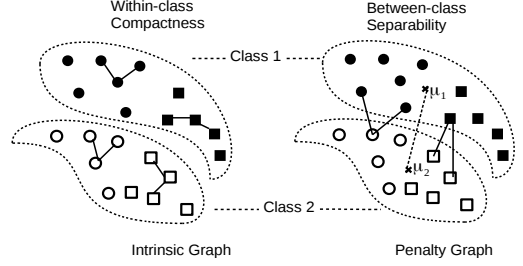 Within-class
Compactness
Between-class
Separability
Class 1
μ1
μ2
Class 2
Intrinsic Graph
Penalty Graph